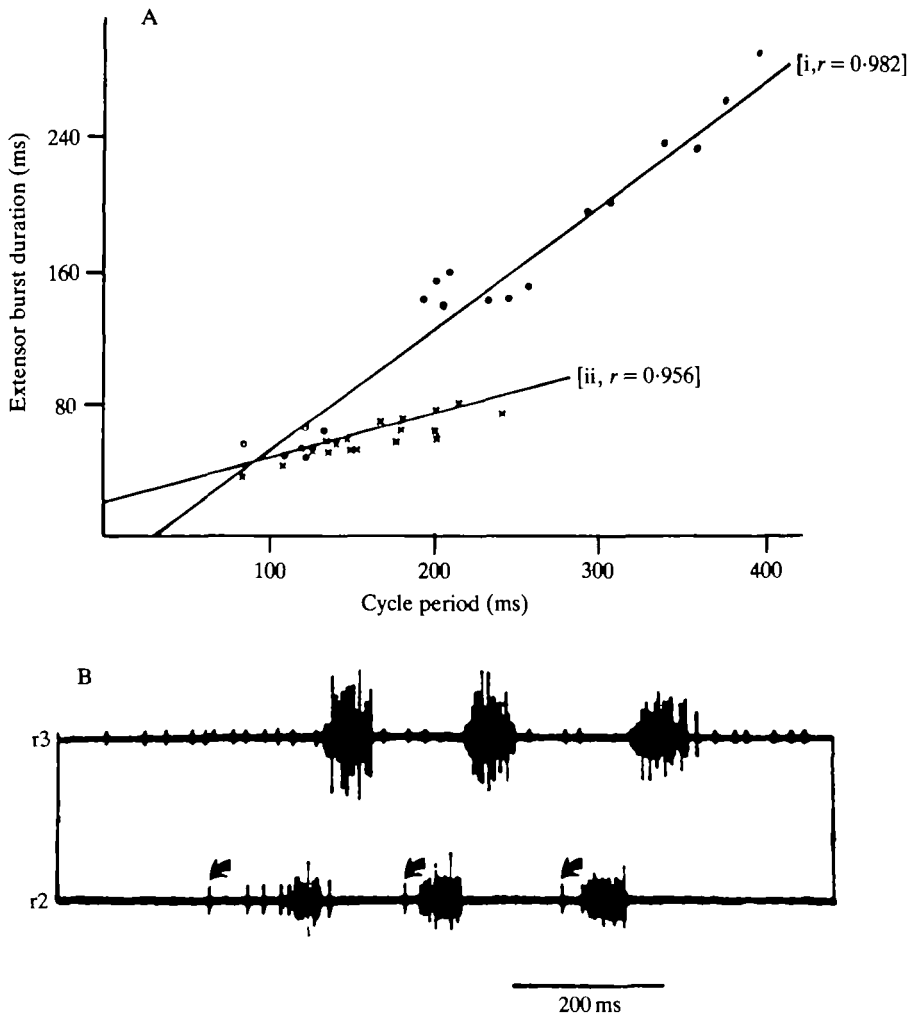 A
[i, r = 0·982]
240
160
80
Extensor burst duration (ms)
[ii, r = 0·956]
100 200 300 400
Cycle period (ms)
B
r3
r2
200 ms